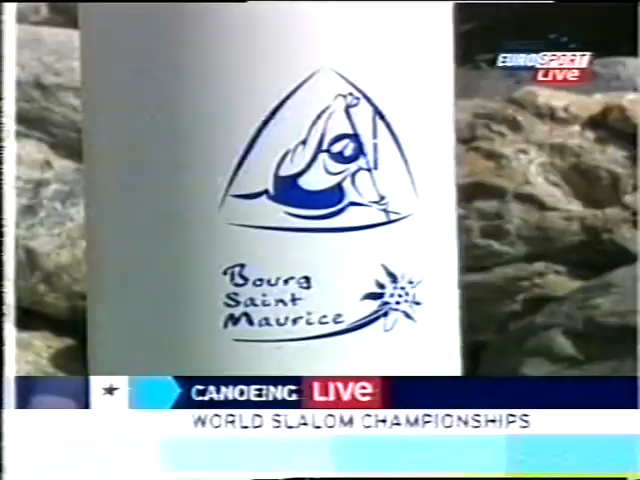 EUROSPORT
LIVE
Bourg
Saint
Maurice
CANOEING LIVE
WORLD SLALOM CHAMPIONSHIPS